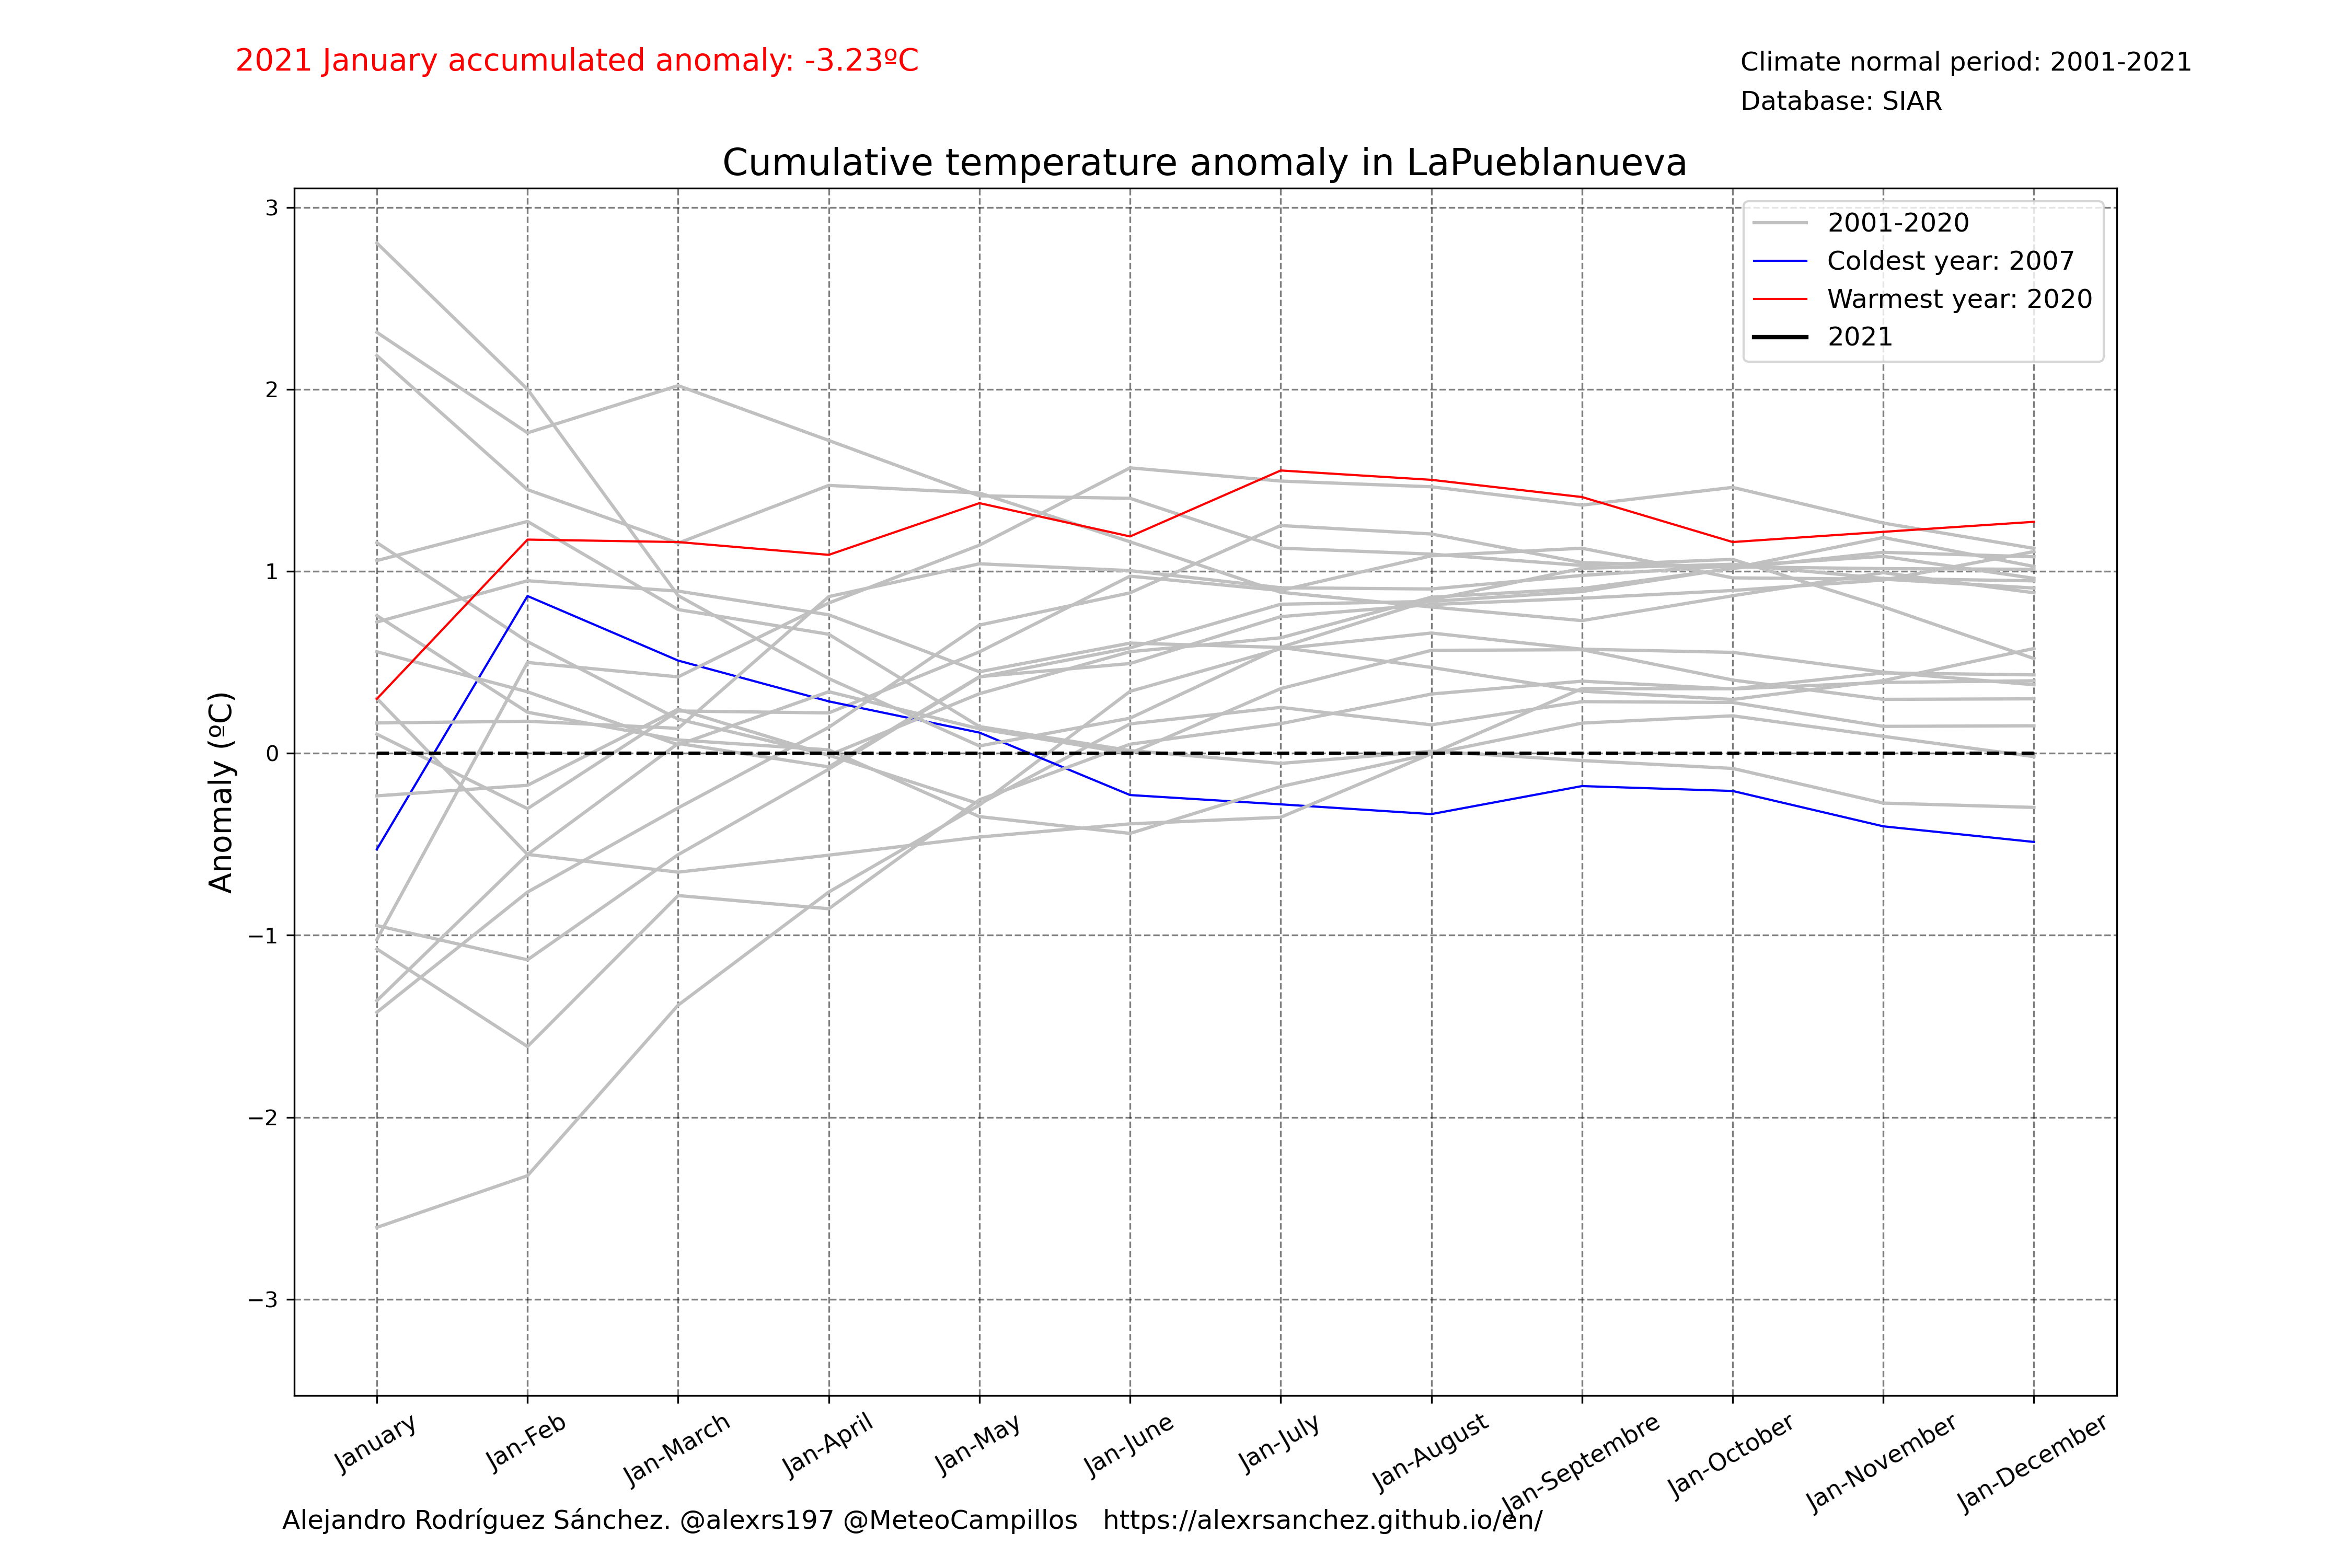 2021 January accumulated anomaly: -3.23ºC
Climate normal period: 2001-2021
Database: SIAR
Cumulative temperature anomaly in LaPueblanueva
2001-2020
Coldest year: 2007
Warmest year: 2020
2021
Anomaly (ºC)
3
2
1
0
−1
−2
−3
January
Jan-Feb
Jan-March
Jan-April
Jan-May
Jan-June
Jan-July
Jan-August
Jan-Septembre
Jan-October
Jan-November
Jan-December
Alejandro Rodríguez Sánchez. @alexrs197 @MeteoCampillos   https://alexrsanchez.github.io/en/